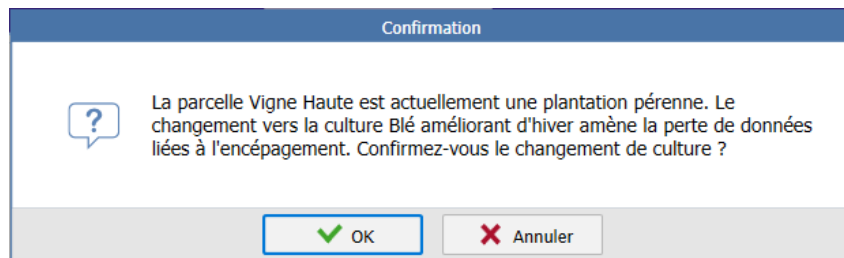 Confirmation
La parcelle Vigne Haute est actuellement une plantation pérenne. Le
changement vers la culture Blé améliorant d'hiver amène la perte de données
liées à l'encépagement. Confirmez-vous le changement de culture ?
OK
Annuler